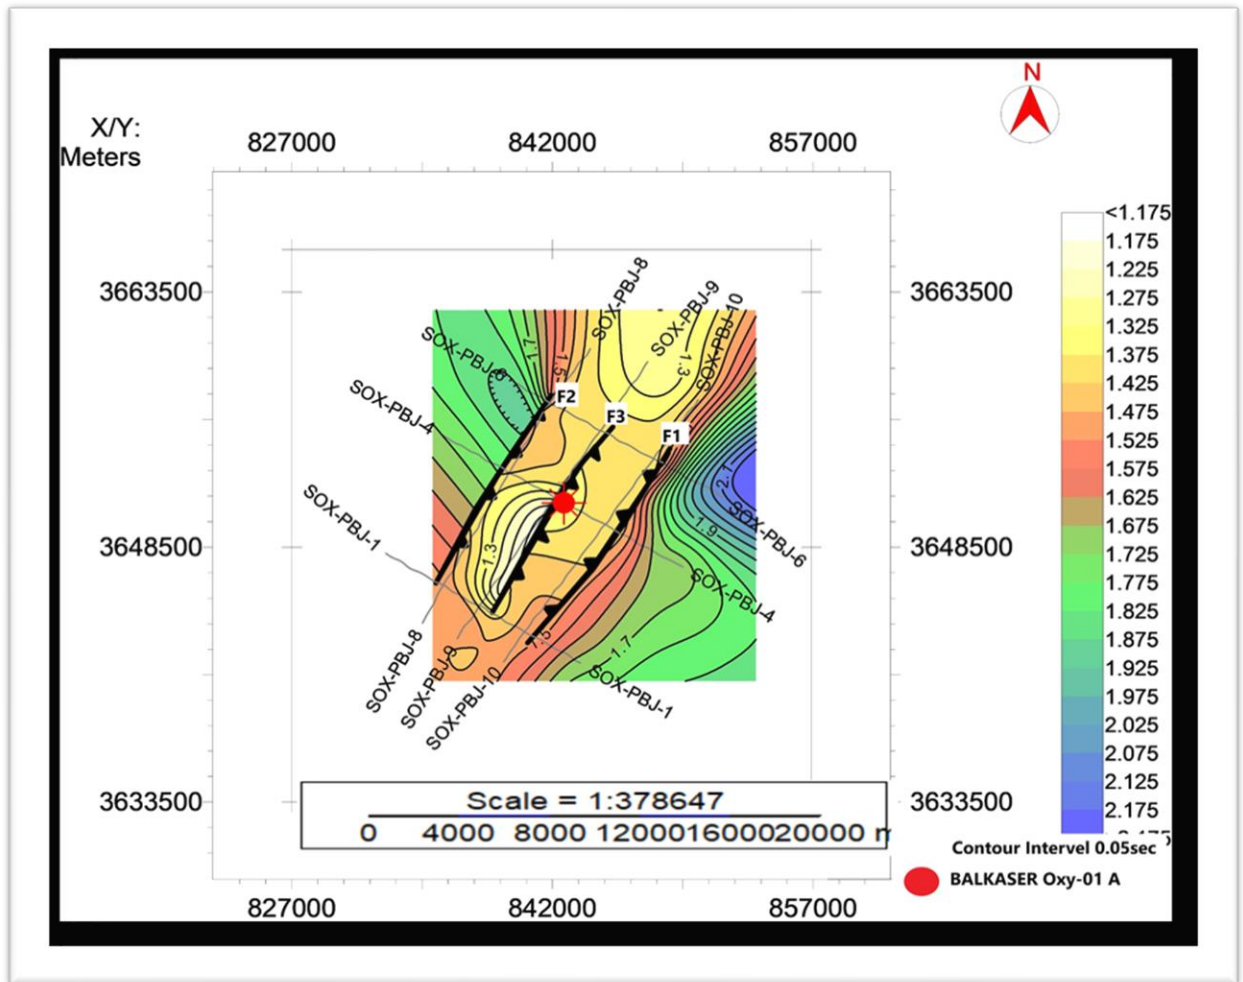 N
X/Y:
Meters
827000 842000 857000
<1.175
1.175
1.225
1.275
1.325
1.375
1.425
1.475
1.525
1.575
1.625
1.675
1.725
1.775
1.825
1.875
1.925
1.975
2.025
2.075
2.125
2.175
3663500 3663500
SOX-PBJ-8
SOX-PBJ-9
SOX-PBJ-10
1.7
1.5
1.3
SOX-PBJ-6
SOX-PBJ-4
F2
F3
F1
2.1
SOX-PBJ-1
1.9
SOX-PBJ-6
3648500 3648500
1.3
SOX-PBJ-4
1.5
1.7
SOX-PBJ-8
SOX-PBJ-9
SOX-PBJ-10
SOX-PBJ-1
3633500 3633500
Scale = 1:378647
0 4000 8000 12000 16000 20000 m
Contour Intervel 0.05sec
BALKASER Oxy-01 A
827000 842000 857000